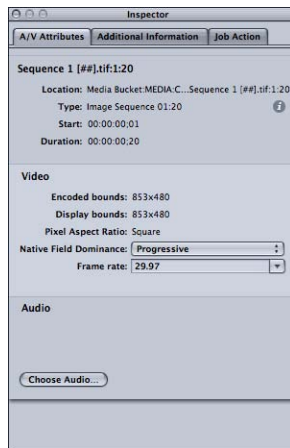 Inspector
A/V Attributes Additional Information Job Action
Sequence 1 [##].tif:1:20
Location: Media Bucket:MEDIA:C...Sequence 1 [##].tif:1:20
Type: Image Sequence 01:20
Start: 00:00:00;01
Duration: 00:00:00;20
Video
Encoded bounds: 853x480
Display bounds: 853x480
Pixel Aspect Ratio: Square
Native Field Dominance: Progressive
Frame rate: 29.97
Audio
Choose Audio...